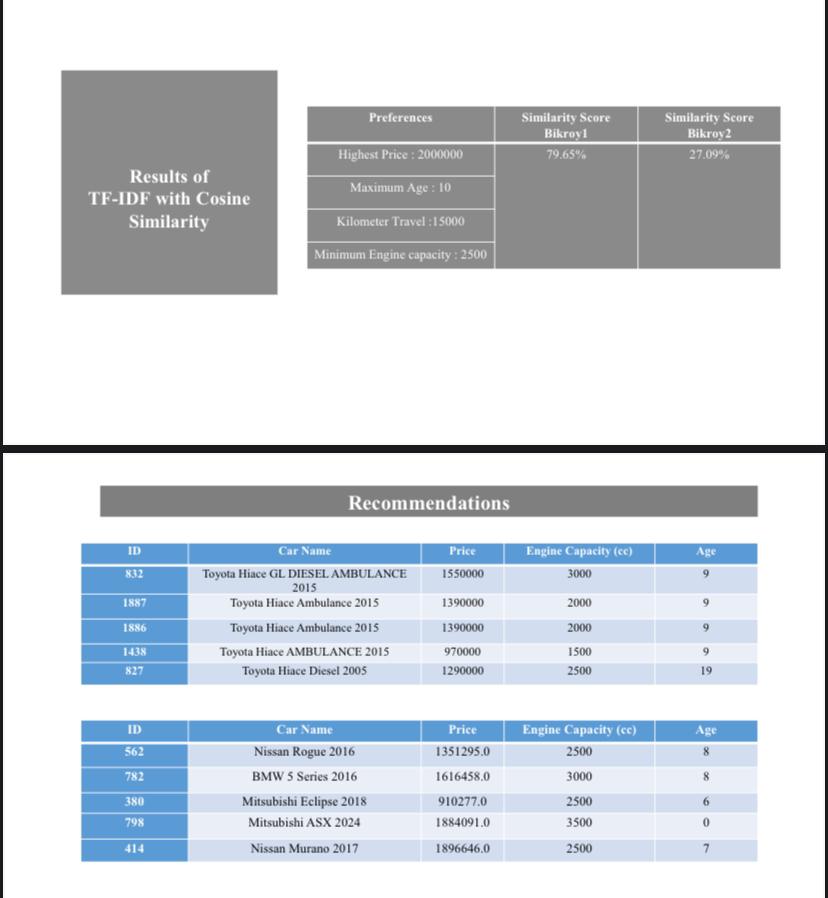 Results of
TF-IDF with Cosine
Similarity
Preferences Similarity Score Bikroy1 Similarity Score Bikroy2
Highest Price : 2000000 79.65% 27.09%
Maximum Age : 10
Kilometer Travel :15000
Minimum Engine capacity : 2500
Recommendations
ID Car Name Price Engine Capacity (cc) Age
832 Toyota Hiace GL DIESEL AMBULANCE 2015 1550000 3000 9
1887 Toyota Hiace Ambulance 2015 1390000 2000 9
1886 Toyota Hiace Ambulance 2015 1390000 2000 9
1438 Toyota Hiace AMBULANCE 2015 970000 1500 9
827 Toyota Hiace Diesel 2005 1290000 2500 19
ID Car Name Price Engine Capacity (cc) Age
562 Nissan Rogue 2016 1351295.0 2500 8
782 BMW 5 Series 2016 1616458.0 3000 8
380 Mitsubishi Eclipse 2018 910277.0 2500 6
798 Mitsubishi ASX 2024 1884091.0 3500 0
414 Nissan Murano 2017 1896646.0 2500 7